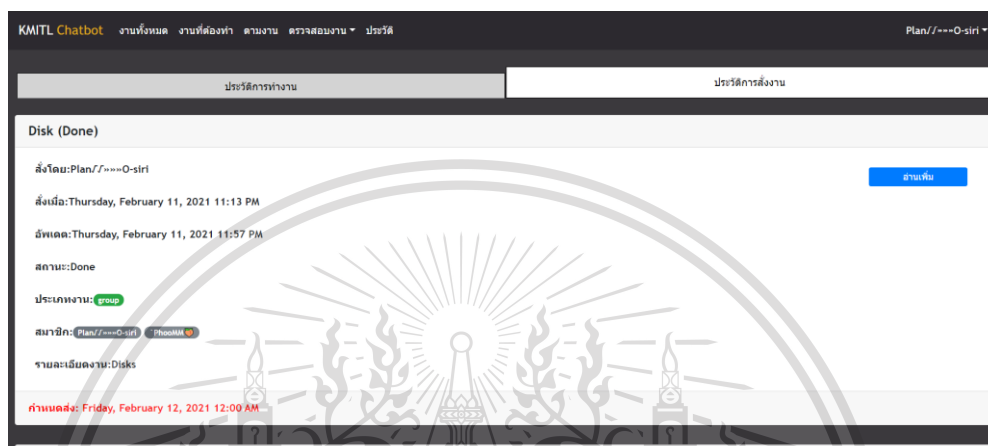 KMITL Chatbot งานทั้งหมด งานที่ต้องทำ ตามงาน ตรวจสอบงาน ประวัติ Plan//»»»O-siri
ประวัติการทำงาน ประวัติการสั่งงาน
Disk (Done)
สั่งโดย:Plan//»»»O-siri อ่านเพิ่ม
สั่งเมื่อ:Thursday, February 11, 2021 11:13 PM
อัพเดต:Thursday, February 11, 2021 11:57 PM
สถานะ:Done
ประเภทงาน: group
สมาชิก: Plan//»»»O-siri PhooMM
รายละเอียดงาน:Disks
กำหนดส่ง: Friday, February 12, 2021 12:00 AM